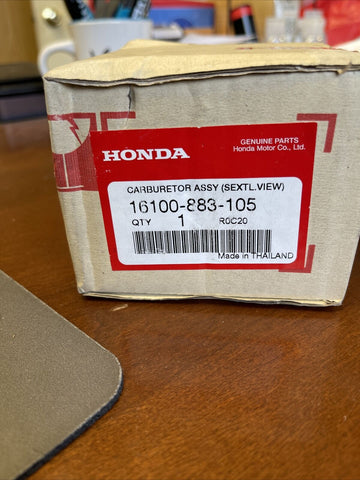 HONDA
GENUINE PARTS
Honda Motor Co., Ltd.
CARBURETOR ASSY (SEXTL.VIEW)
16100-883-105
QTY 1 R0C20
Made in THAILAND